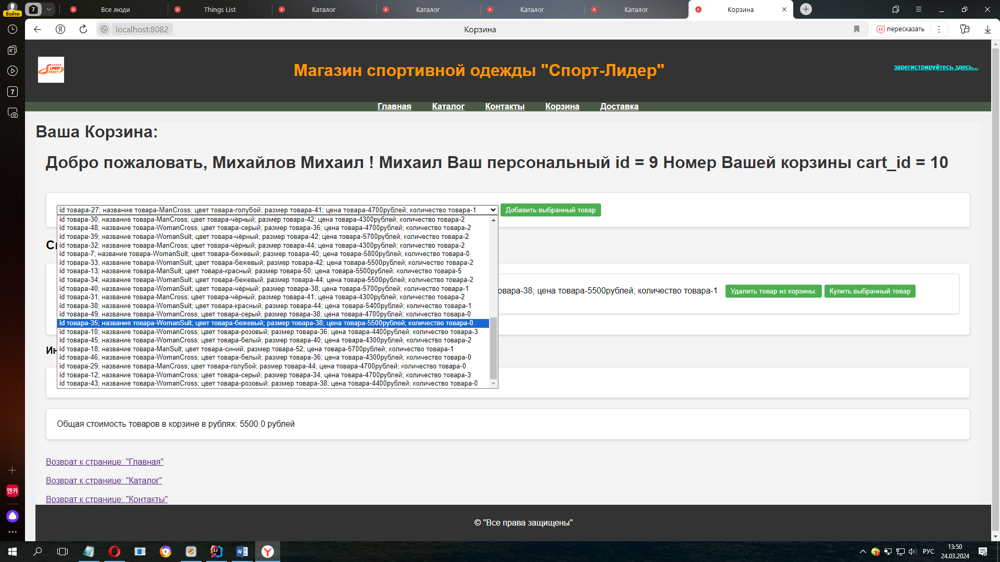 Войти
7
Все люди
Things List
Каталог
Каталог
Каталог
Каталог
Корзина
localhost:8082
Корзина
пересказать
7
SUPER SPORT
Магазин спортивной одежды "Спорт-Лидер"
зарегистрируйтесь здесь...
Главная Каталог Контакты Корзина Доставка
Ваша Корзина:
Добро пожаловать, Михайлов Михаил ! Михаил Ваш персональный id = 9 Номер Вашей корзины cart_id = 10
id товара-27; название товара-ManCross; цвет товара-голубой; размер товара-41; цена товара-4700рублей; количество товара-1
Добавить выбранный товар
id товара-30; название товара-ManCross; цвет товара-чёрный; размер товара-42; цена товара-4300рублей; количество товара-2
id товара-48; название товара-WomanCross; цвет товара-серый; размер товара-36; цена товара-4700рублей; количество товара-2
id товара-39; название товара-WomanSuit; цвет товара-чёрный; размер товара-42; цена товара-5700рублей; количество товара-2
id товара-32; название товара-ManCross; цвет товара-чёрный; размер товара-44; цена товара-4300рублей; количество товара-2
id товара-7; название товара-WomanSuit; цвет товара-бежевый; размер товара-40; цена товара-5800рублей; количество товара-0
id товара-33; название товара-WomanSuit; цвет товара-бежевый; размер товара-42; цена товара-5500рублей; количество товара-2
id товара-13; название товара-ManSuit; цвет товара-красный; размер товара-50; цена товара-5500рублей; количество товара-5
id товара-34; название товара-WomanSuit; цвет товара-бежевый; размер товара-44; цена товара-5500рублей; количество товара-2
id товара-40; название товара-WomanSuit; цвет товара-чёрный; размер товара-38; цена товара-5700рублей; количество товара-1
id товара-31; название товара-ManCross; цвет товара-чёрный; размер товара-41; цена товара-4300рублей; количество товара-2
id товара-38; название товара-WomanSuit; цвет товара-красный; размер товара-44; цена товара-5400рублей; количество товара-1
id товара-49; название товара-WomanCross; цвет товара-серый; размер товара-38; цена товара-4700рублей; количество товара-0
id товара-35; название товара-WomanSuit; цвет товара-бежевый; размер товара-38; цена товара-5500рублей; количество товара-0
id товара-10; название товара-WomanCross; цвет товара-розовый; размер товара-36; цена товара-4400рублей; количество товара-3
id товара-45; название товара-WomanCross; цвет товара-белый; размер товара-40; цена товара-4300рублей; количество товара-2
id товара-18; название товара-ManSuit; цвет товара-синий; размер товара-52; цена товара-5700рублей; количество товара-1
id товара-46; название товара-WomanCross; цвет товара-белый; размер товара-36; цена товара-4300рублей; количество товара-0
id товара-29; название товара-ManCross; цвет товара-голубой; размер товара-44; цена товара-4700рублей; количество товара-0
id товара-12; название товара-WomanCross; цвет товара-серый; размер товара-34; цена товара-4700рублей; количество товара-3
id товара-43; название товара-WomanCross; цвет товара-розовый; размер товара-38; цена товара-4400рублей; количество товара-0
овара-38; цена товара-5500рублей; количество товара-1
Удалить товар из корзины:
Купить выбранный товар
Общая стоимость товаров в корзине в рублях: 5500.0 рублей
Возврат к странице: "Главная"
Возврат к странице: "Каталог"
Возврат к странице: "Контакты"
엔카
© "Все права защищены"
РУС
13:50
24.03.2024